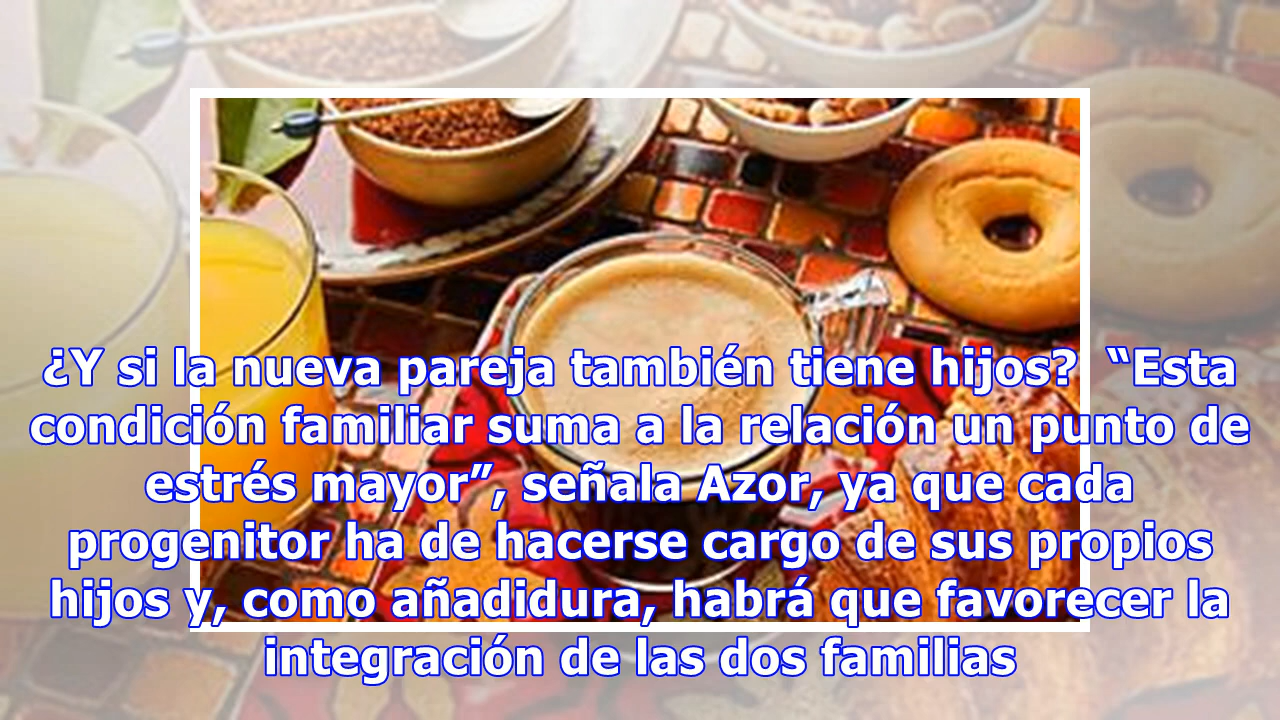 ¿Y si la nueva pareja también tiene hijos?  “Esta
condición familiar suma a la relación un punto de
estrés mayor”, señala Azor, ya que cada
progenitor ha de hacerse cargo de sus propios
hijos y, como añadidura, habrá que favorecer la
integración de las dos familias